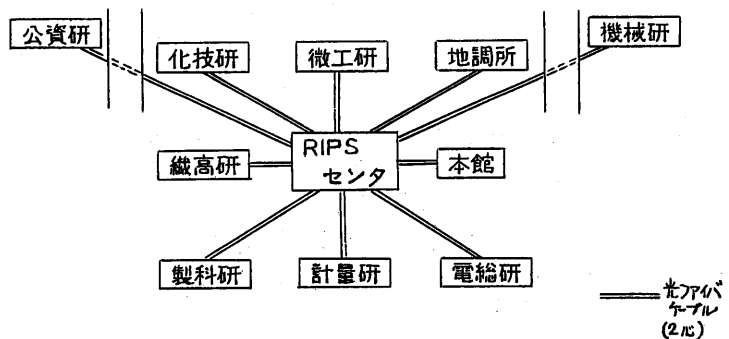 公資研
機械研
化技研
微工研
地調所
RIPS
センタ
繊高研
本館
製科研
計量研
電総研
光ファイバ
ケーブル
(2心)